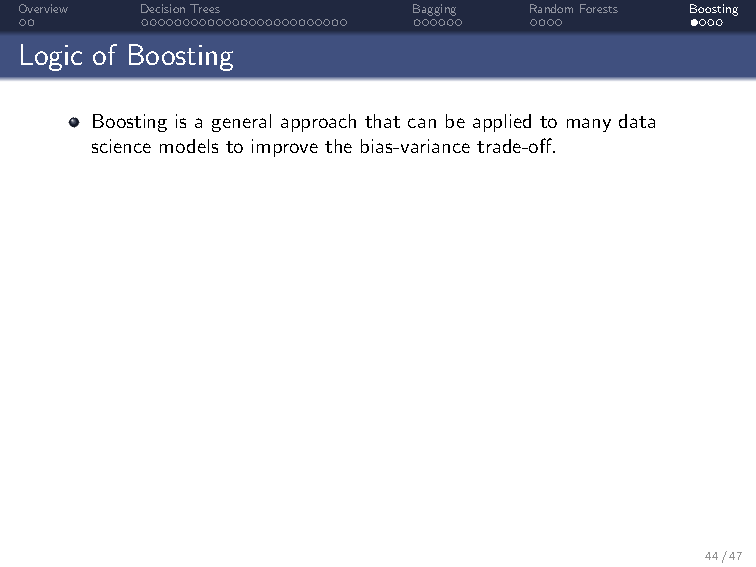 Overview Decision Trees Bagging Random Forests Boosting
Logic of Boosting
Boosting is a general approach that can be applied to many data
science models to improve the bias-variance trade-off.
44 / 47